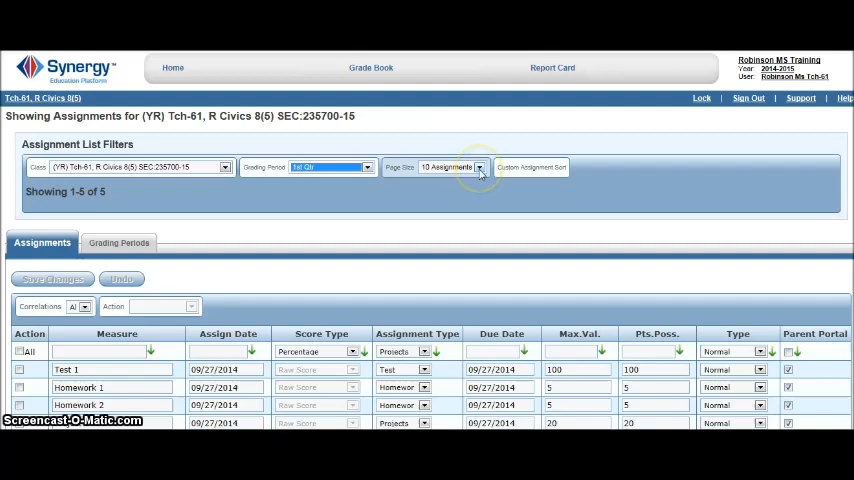 Synergy™
Education Platform
Home
Grade Book
Report Card
Robinson MS Training
Year: 2014-2015
User: Robinson Ms Tch-61
Tch-61, R Civics 8(5)
Lock
Sign Out
Support
Help
Showing Assignments for (YR) Tch-61, R Civics 8(5) SEC:235700-15
Assignment List Filters
Class (YR) Tch-61, R Civics 8(5) SEC:235700-15
Grading Period 1st Qtr
Page Size 10 Assignments
Custom Assignment Sort
Showing 1-5 of 5
Assignments
Grading Periods
Save Changes
Undo
Correlations: Al
Action
Action Measure Assign Date Score Type Assignment Type Due Date Max.Val. Pts.Poss. Type Parent Portal
All Percentage Projects Normal
Test 1 09/27/2014 Raw Score Test 09/27/2014 100 100 Normal
Homework 1 09/27/2014 Raw Score Homewor 09/27/2014 5 5 Normal
Homework 2 09/27/2014 Raw Score Homewor 09/27/2014 5 5 Normal
09/27/2014 Raw Score Projects 09/27/2014 20 20 Normal
Screencast-O-Matic.com